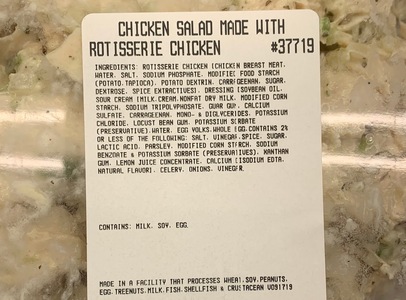 CHICKEN SALAD MADE WITH
ROTISSERIE CHICKEN #37719
INGREDIENTS: ROTISSERIE CHICKEN (CHICKEN BREAST MEAT,
WATER, SALT, SODIUM PHOSPHATE, MODIFIED FOOD STARCH
(POTATO,TAPIOCA), POTATO DEXTRIN, CARRAGEENAN, SUGAR,
DEXTROSE, SPICE EXTRACTIVES), DRESSING (SOYBEAN OIL,
SOUR CREAM (MILK,CREAM,NONFAT DRY MILK, MODIFIED CORN
STARCH, SODIUM TRIPOLYPHOSPHATE, GUAR GUM, CALCIUM
SULFATE, CARRAGEENAN, MONO- & DIGLYCERIDES, POTASSIUM
CHLORIDE, LOCUST BEAN GUM, POTASSIUM SORBATE
(PRESERVATIVE),WATER, EGG YOLKS,WHOLE EGG,CONTAINS 2%
OR LESS OF THE FOLLOWING: SALT, VINEGAR,SPICE, SUGAR,
LACTIC ACID, PARSLEY, MODIFIED CORN STARCH, SODIUM
BENZOATE & POTASSIUM SORBATE (PRESERVATIVES), XANTHAN
GUM, LEMON JUICE CONCENTRATE, CALCIUM DISODIUM EDTA,
NATURAL FLAVOR), CELERY, ONIONS, VINEGAR.
CONTAINS: MILK, SOY, EGG.
MADE IN A FACILITY THAT PROCESSES WHEAT,SOY,PEANUTS,
EGG,TREENUTS,MILK,FISH,SHELLFISH & CRUSTACEAN V091719